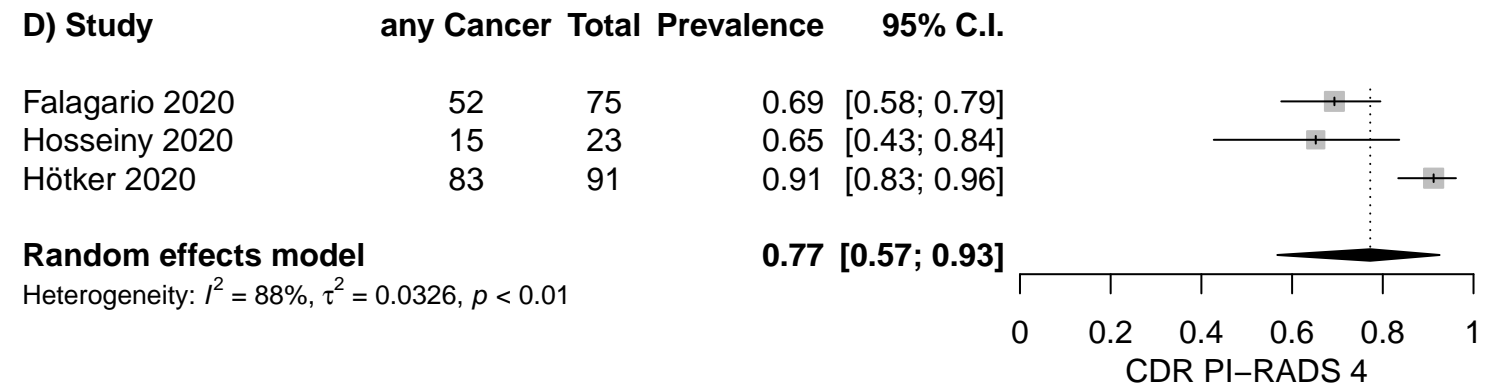 D) Study any Cancer Total Prevalence 95% C.I.
Falagario 2020 52 75 0.69 [0.58; 0.79]
Hosseiny 2020 15 23 0.65 [0.43; 0.84]
Hötker 2020 83 91 0.91 [0.83; 0.96]
Random effects model 0.77 [0.57; 0.93]
Heterogeneity: I² = 88%, τ² = 0.0326, p < 0.01
0 0.2 0.4 0.6 0.8 1
CDR PI−RADS 4